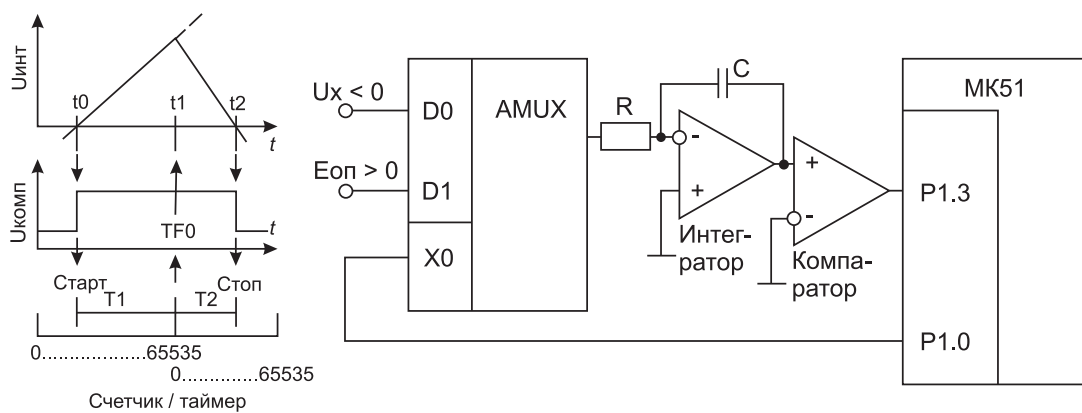 Uинт
t0
t1
t2
t
Uкомп
TF0
t
Старт
Стоп
T1
T2
0..................65535
0..............65535
Счетчик / таймер
Ux < 0
Eоп > 0
D0
D1
X0
AMUX
R
C
-
+
Интег-
ратор
+
-
Компа-
ратор
МК51
P1.3
P1.0